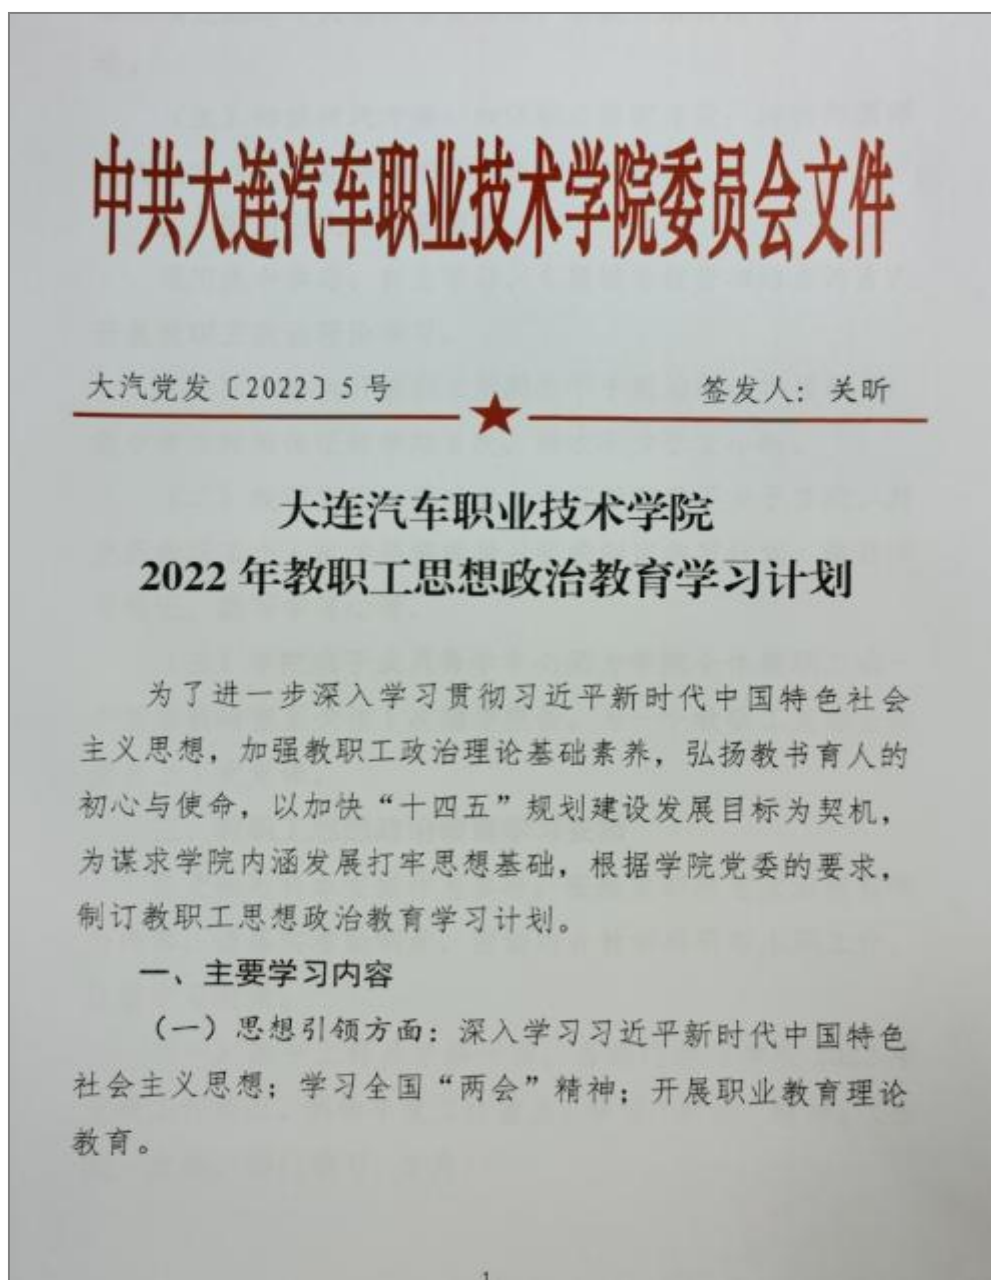 中共大连汽车职业技术学院委员会文件
大汽党发〔2022〕5号 签发人：关昕
大连汽车职业技术学院
2022年教职工思想政治教育学习计划
为了进一步深入学习贯彻习近平新时代中国特色社会
主义思想，加强教职工政治理论基础素养，弘扬教书育人的
初心与使命，以加快“十四五”规划建设发展目标为契机，
为谋求学院内涵发展打牢思想基础，根据学院党委的要求，
制订教职工思想政治教育学习计划。
一、主要学习内容
（一）思想引领方面：深入学习习近平新时代中国特色
社会主义思想；学习全国“两会”精神；开展职业教育理论
教育。
1